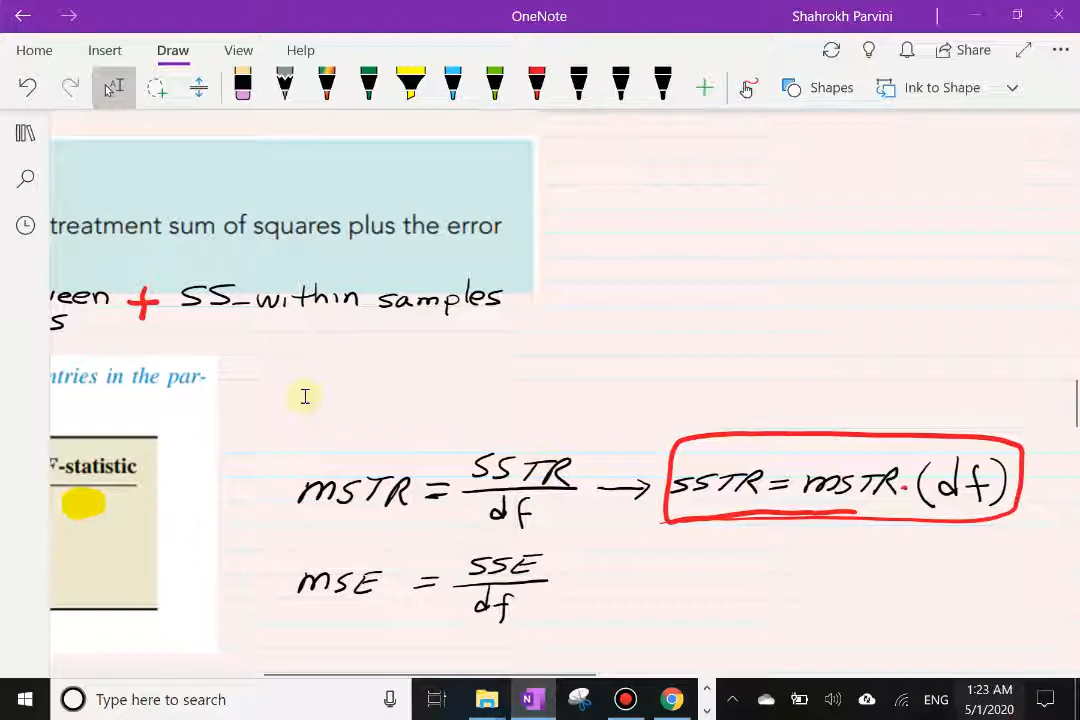 OneNote
Shahrokh Parvini
Home Insert Draw View Help
Share
Shapes
Ink to Shape
treatment sum of squares plus the error
een + SS-within samples
s
ntries in the par-
F-statistic
MSTR = SSTR / df → SSTR = MSTR · (df)
MSE = SSE / df
Type here to search
ENG
1:23 AM
5/1/2020